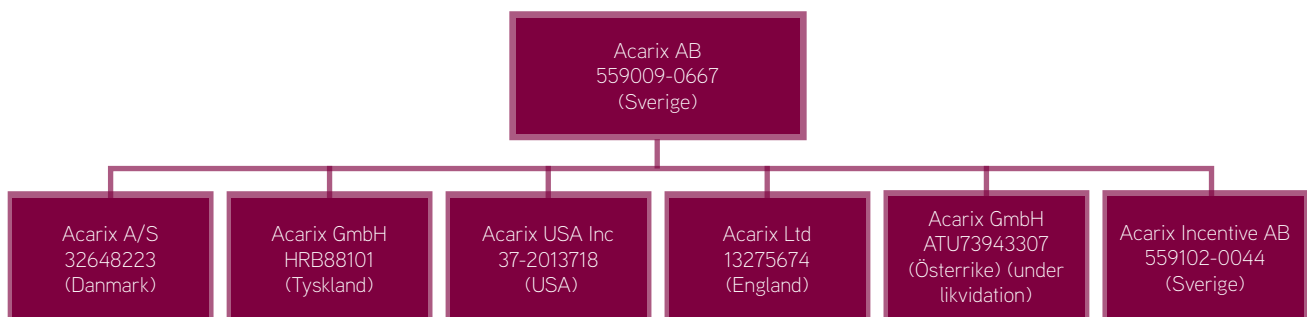 Acarix AB
559009-0667
(Sverige)
Acarix A/S
32648223
(Danmark)
Acarix GmbH
HRB88101
(Tyskland)
Acarix USA Inc
37-2013718
(USA)
Acarix Ltd
13275674
(England)
Acarix GmbH
ATU73943307
(Österrike) (under
likvidation)
Acarix Incentive AB
559102-0044
(Sverige)